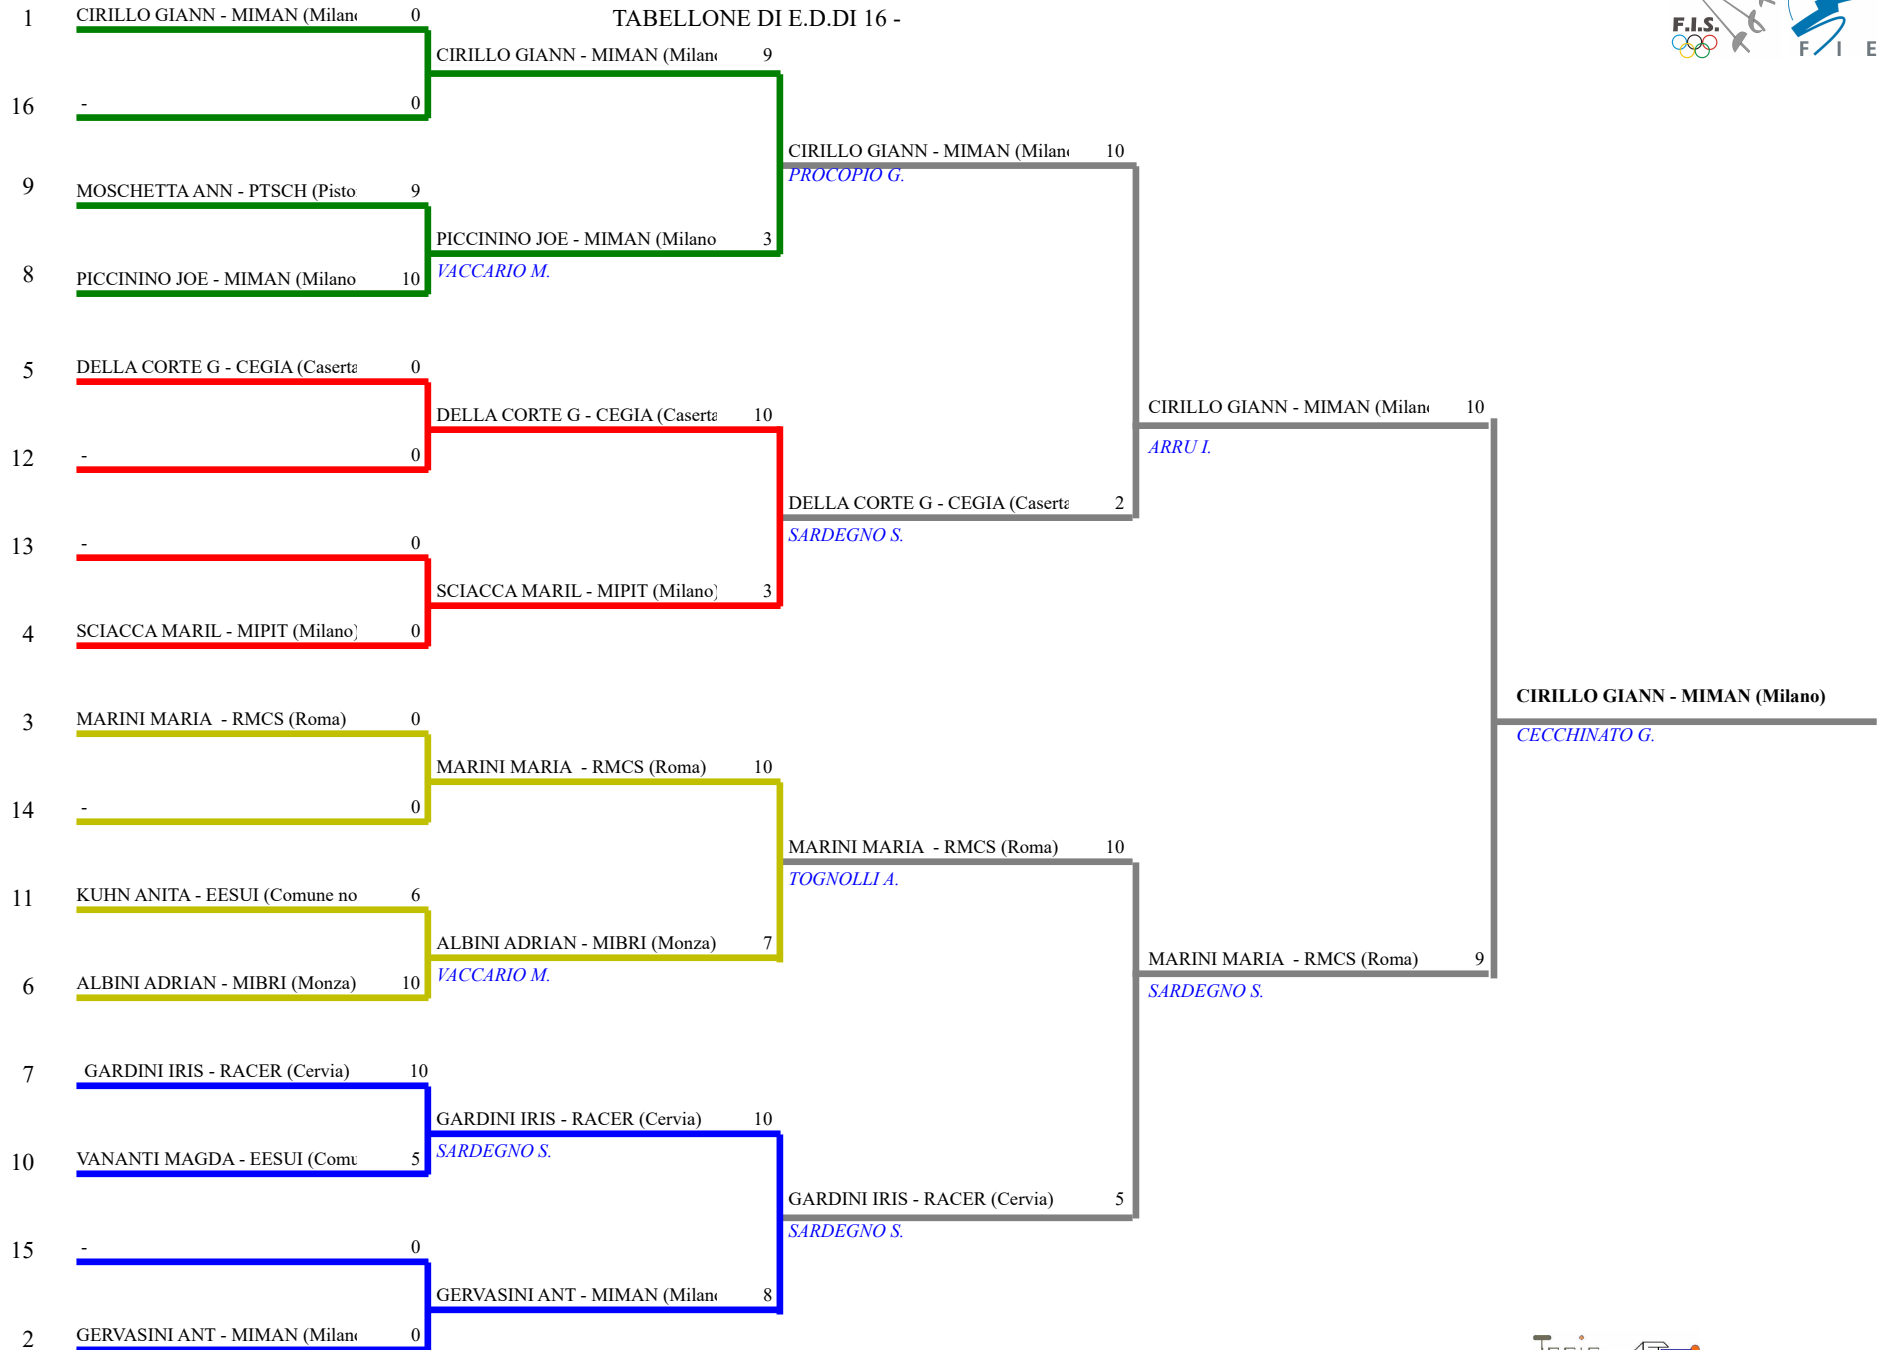 TABELLONE DI E.D.DI 16 -
F.I.S.
F I E
1 CIRILLO GIANN - MIMAN (Milano 0
CIRILLO GIANN - MIMAN (Milano 9
16 - 0
CIRILLO GIANN - MIMAN (Milano 10
PROCOPIO G.
9 MOSCHETTA ANN - PTSCH (Pisto 9
PICCININO JOE - MIMAN (Milano 3
VACCARIO M.
8 PICCININO JOE - MIMAN (Milano 10
5 DELLA CORTE G - CEGIA (Caserta 0
CIRILLO GIANN - MIMAN (Milano 10
ARRU I.
DELLA CORTE G - CEGIA (Caserta 10
12 - 0
DELLA CORTE G - CEGIA (Caserta 2
SARDEGNO S.
13 - 0
SCIACCA MARIL - MIPIT (Milano) 3
4 SCIACCA MARIL - MIPIT (Milano) 0
CIRILLO GIANN - MIMAN (Milano)
CECCHINATO G.
3 MARINI MARIA - RMCS (Roma) 0
MARINI MARIA - RMCS (Roma) 10
14 - 0
MARINI MARIA - RMCS (Roma) 10
TOGNOLLI A.
11 KUHN ANITA - EESUI (Comune no 6
ALBINI ADRIAN - MIBRI (Monza) 7
VACCARIO M.
MARINI MARIA - RMCS (Roma) 9
SARDEGNO S.
6 ALBINI ADRIAN - MIBRI (Monza) 10
7 GARDINI IRIS - RACER (Cervia) 10
GARDINI IRIS - RACER (Cervia) 10
SARDEGNO S.
10 VANANTI MAGDA - EESUI (Comu 5
GARDINI IRIS - RACER (Cervia) 5
SARDEGNO S.
15 - 0
GERVASINI ANT - MIMAN (Milano 8
2 GERVASINI ANT - MIMAN (Milano 0